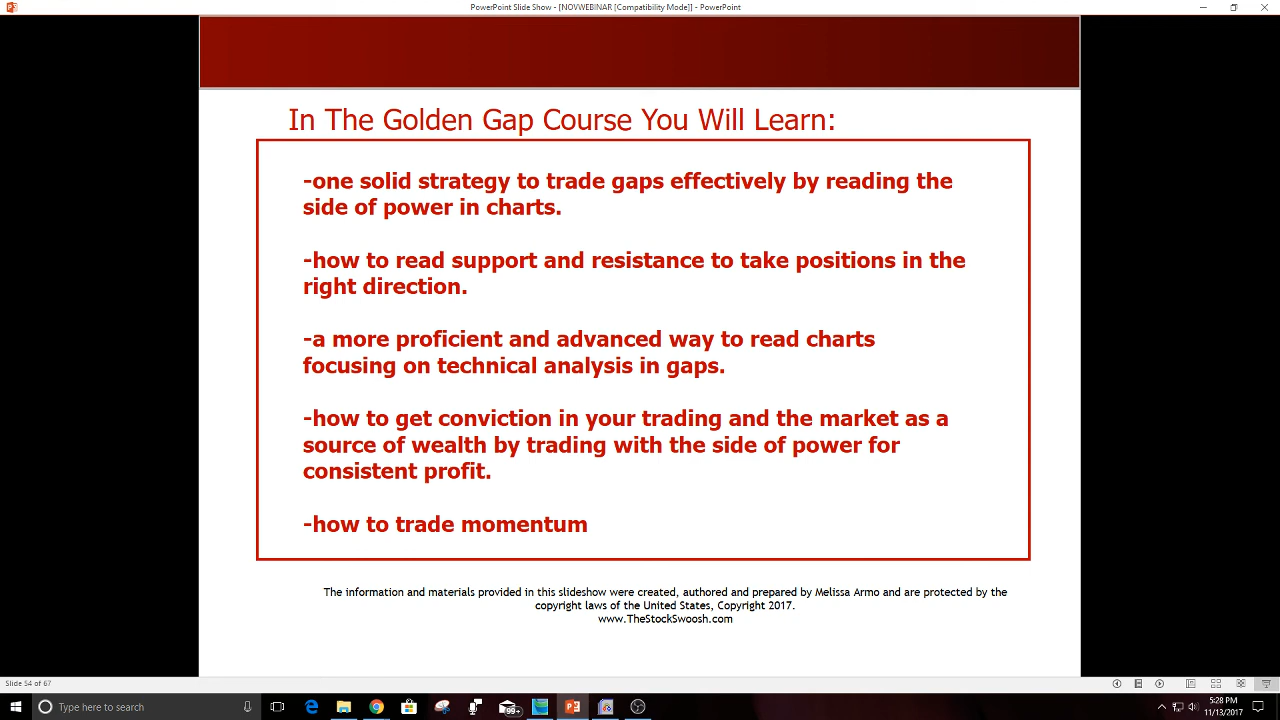 PowerPoint Slide Show - [NOVWEBINAR [Compatibility Mode]] - PowerPoint
In The Golden Gap Course You Will Learn:
-one solid strategy to trade gaps effectively by reading the
side of power in charts.
-how to read support and resistance to take positions in the
right direction.
-a more proficient and advanced way to read charts
focusing on technical analysis in gaps.
-how to get conviction in your trading and the market as a
source of wealth by trading with the side of power for
consistent profit.
-how to trade momentum
The information and materials provided in this slideshow were created, authored and prepared by Melissa Armo and are protected by the
copyright laws of the United States, Copyright 2017.
www.TheStockSwoosh.com
Slide 54 of 67
Type here to search
99+
5:28 PM
11/13/2017